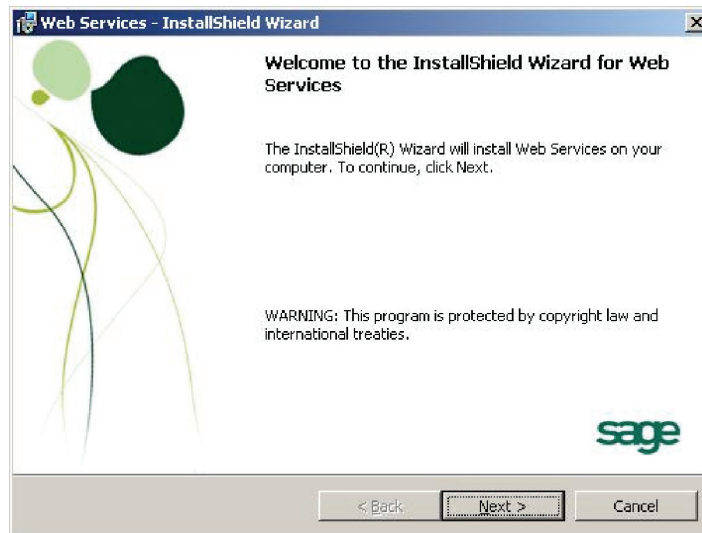 Web Services - InstallShield Wizard
Welcome to the InstallShield Wizard for Web
Services
The InstallShield(R) Wizard will install Web Services on your
computer. To continue, click Next.
WARNING: This program is protected by copyright law and
international treaties.
sage
< Back
Next >
Cancel